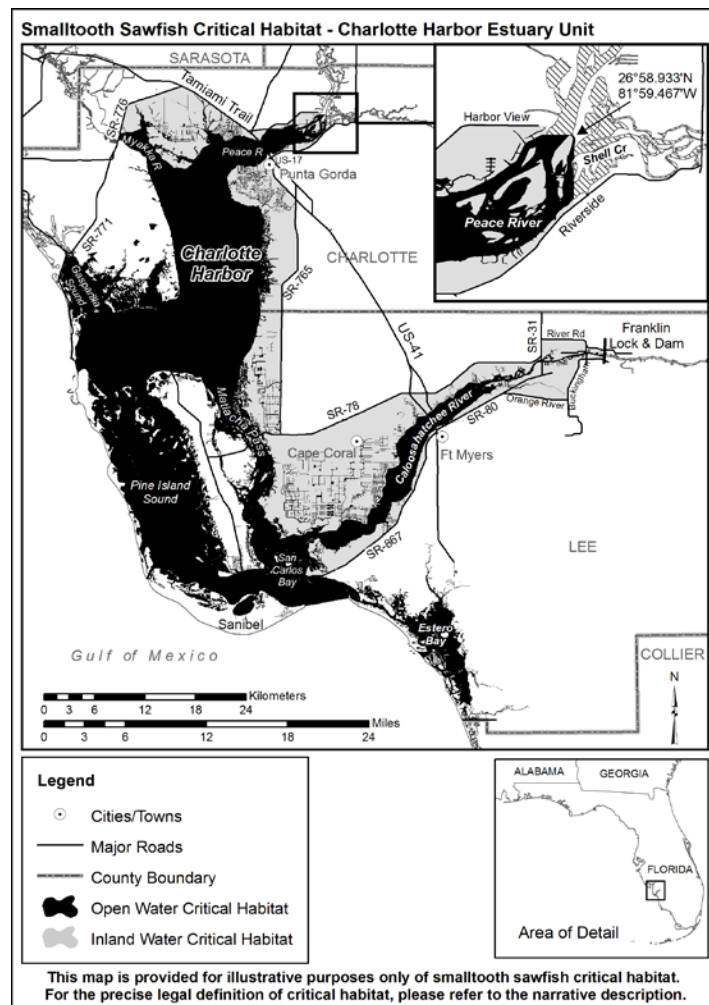 Smalltooth Sawfish Critical Habitat - Charlotte Harbor Estuary Unit
SARASOTA
Tamiami Trail
SR-776
Myakka R
Peace R
US-17
Punta Gorda
26°58.933'N
81°59.467'W
Harbor View
Shell Cr
Peace River
Riverside
SR-771
Charlotte
Harbor
CHARLOTTE
SR-765
Gasparilla
Sound
US-41
SR-31
River Rd
Franklin
Lock & Dam
Buckingham
Orange River
SR-78
SR-80
Caloosahatchee River
Matlacha Pass
Cape Coral
Ft Myers
Pine Island
Sound
SR-867
LEE
San
Carlos
Bay
Sanibel
Estero
Bay
Gulf of Mexico
COLLIER
N
Kilometers
0 3 6 12 18 24
Miles
0 3 6 12 18 24
Legend
Cities/Towns
Major Roads
County Boundary
Open Water Critical Habitat
Inland Water Critical Habitat
ALABAMA
GEORGIA
FLORIDA
Area of Detail
This map is provided for illustrative purposes only of smalltooth sawfish critical habitat.
For the precise legal definition of critical habitat, please refer to the narrative description.